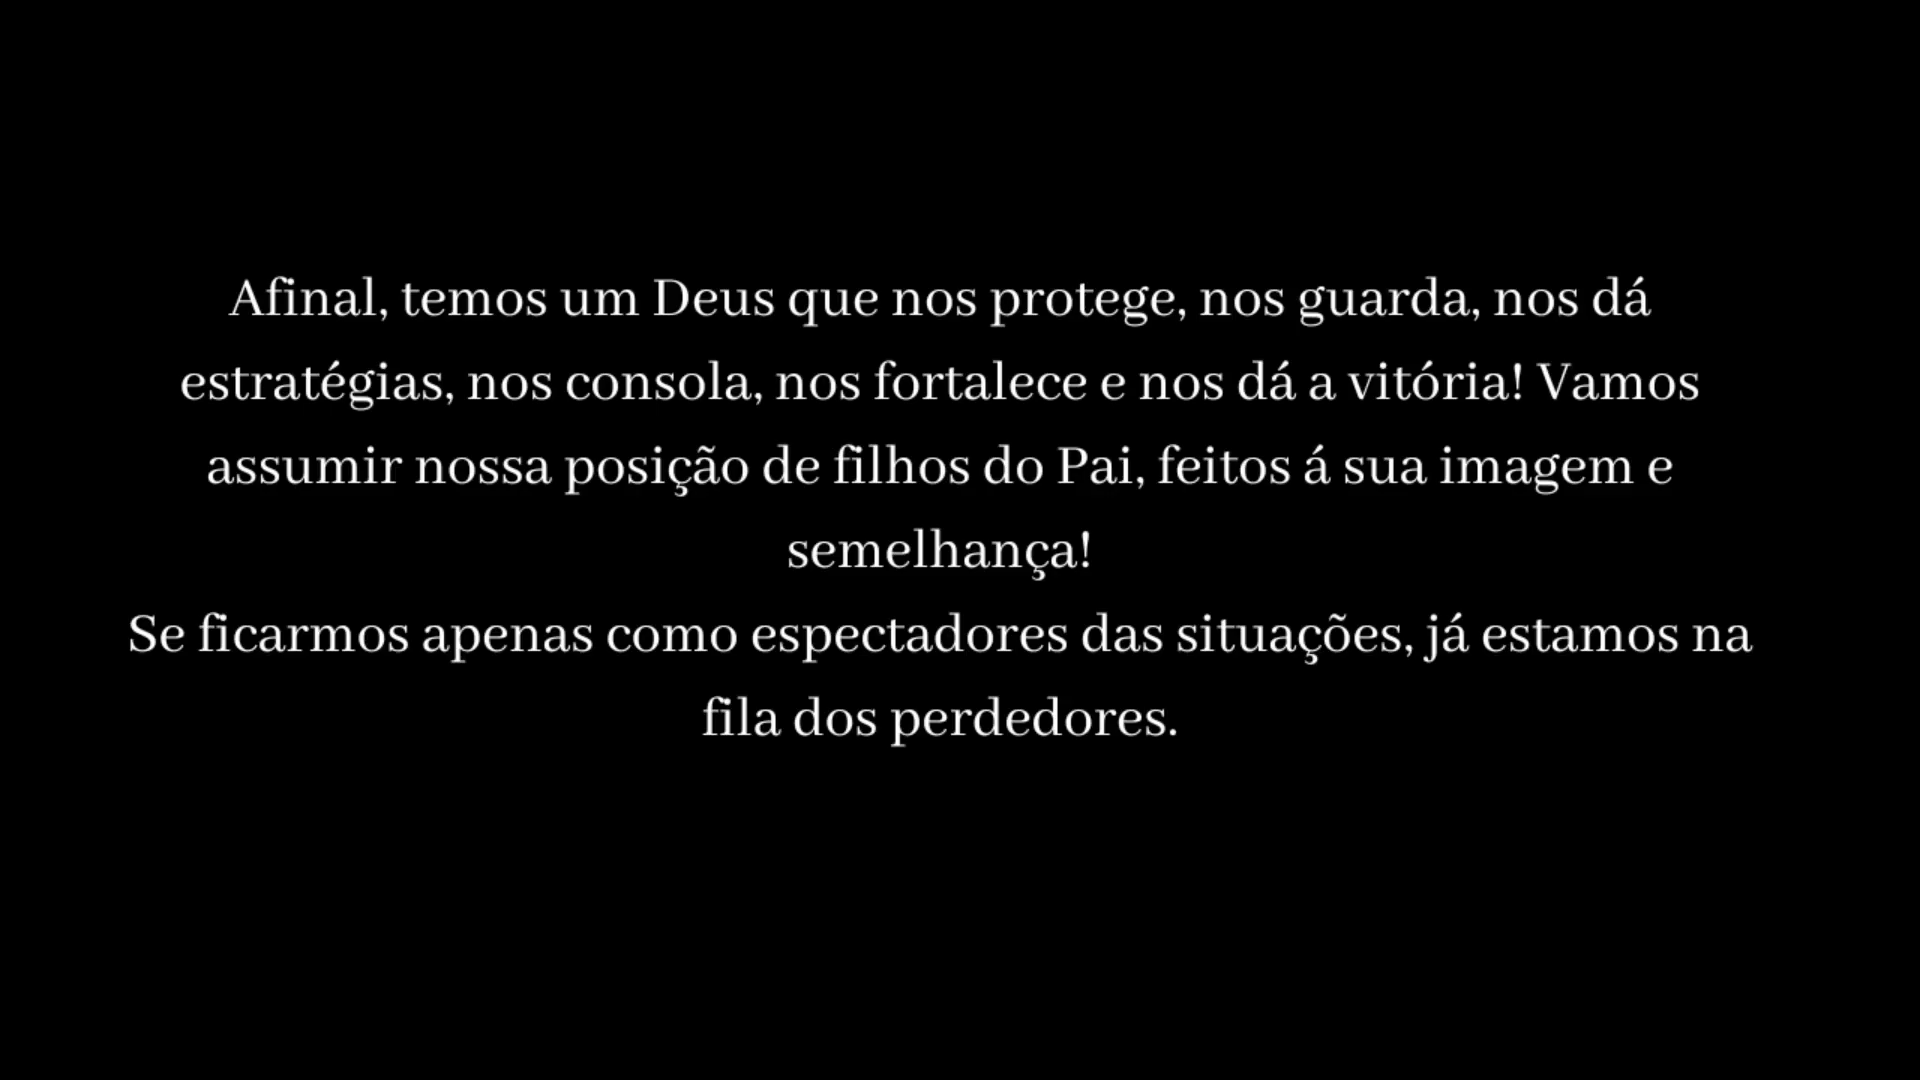 Afinal, temos um Deus que nos protege, nos guarda, nos dá
estratégias, nos consola, nos fortalece e nos dá a vitória! Vamos
assumir nossa posição de filhos do Pai, feitos á sua imagem e
semelhança!
Se ficarmos apenas como espectadores das situações, já estamos na
fila dos perdedores.